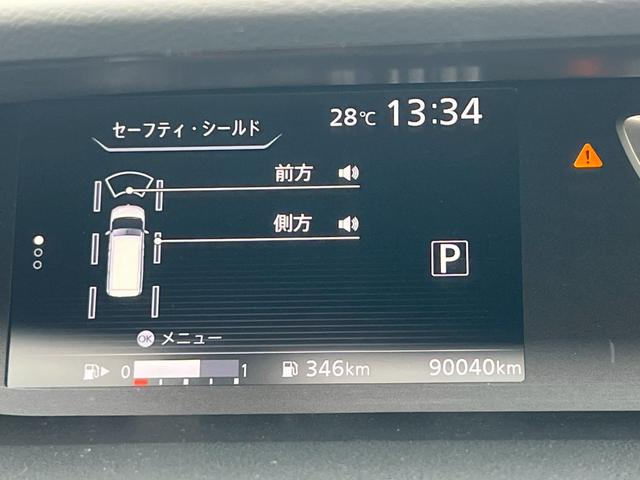 セーフティ・シールド
28℃ 13:34
前方
側方
P
OK メニュー
0 1 346km 90040km